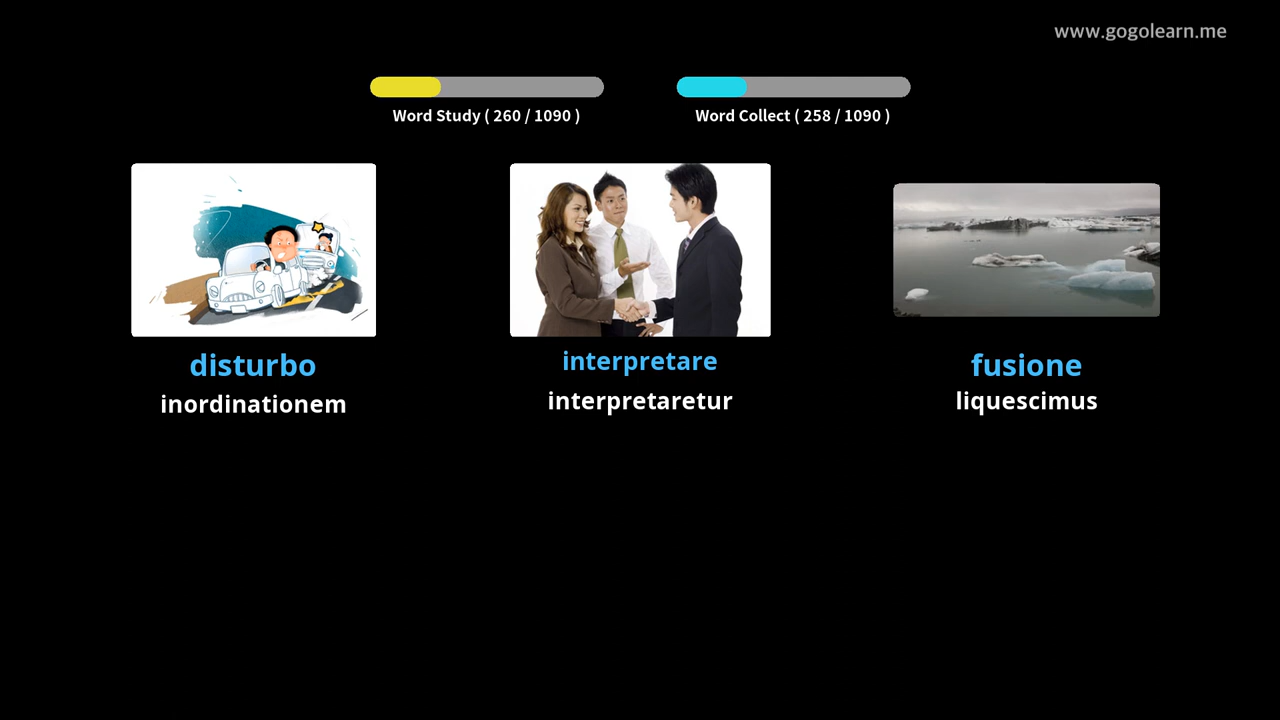 www.gogolearn.me
Word Study ( 260 / 1090 )
Word Collect ( 258 / 1090 )
disturbo
inordinationem
interpretare
interpretaretur
fusione
liquescimus